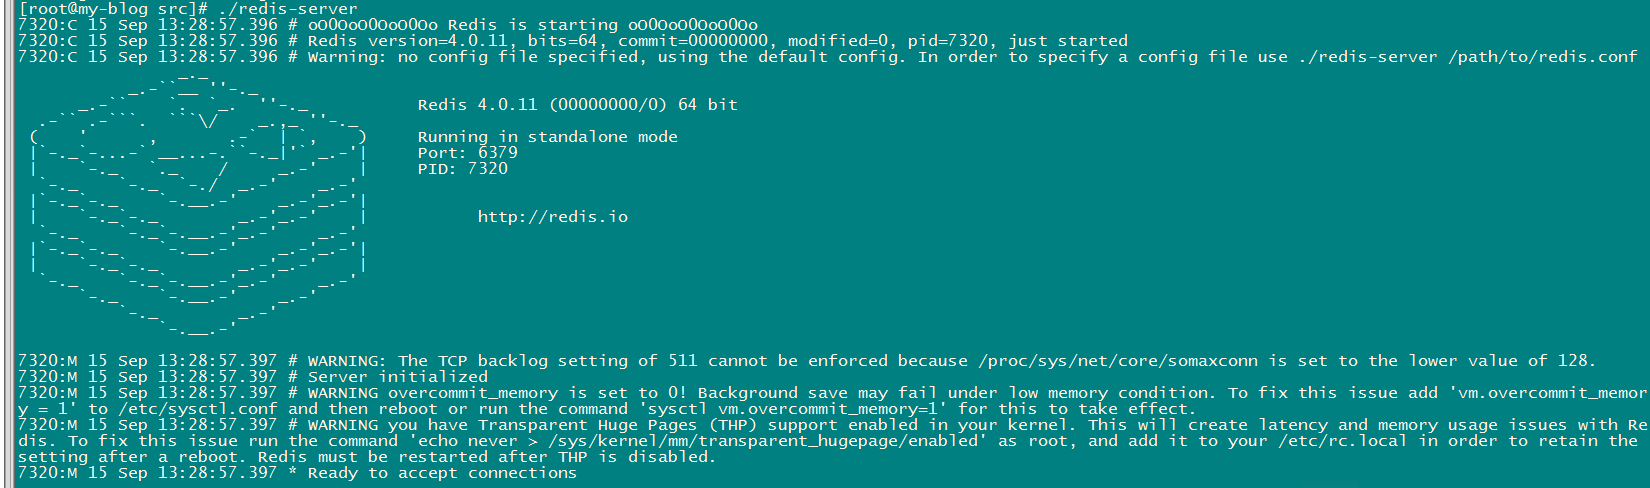 [root@my-blog src]# ./redis-server
7320:C 15 Sep 13:28:57.396 # oO0OoO0OoO0Oo Redis is starting oO0OoO0OoO0Oo
7320:C 15 Sep 13:28:57.396 # Redis version=4.0.11, bits=64, commit=00000000, modified=0, pid=7320, just started
7320:C 15 Sep 13:28:57.396 # Warning: no config file specified, using the default config. In order to specify a config file use ./redis-server /path/to/redis.conf
Redis 4.0.11 (00000000/0) 64 bit
Running in standalone mode
Port: 6379
PID: 7320
http://redis.io
7320:M 15 Sep 13:28:57.397 # WARNING: The TCP backlog setting of 511 cannot be enforced because /proc/sys/net/core/somaxconn is set to the lower value of 128.
7320:M 15 Sep 13:28:57.397 # Server initialized
7320:M 15 Sep 13:28:57.397 # WARNING overcommit_memory is set to 0! Background save may fail under low memory condition. To fix this issue add 'vm.overcommit_memor
y = 1' to /etc/sysctl.conf and then reboot or run the command 'sysctl vm.overcommit_memory=1' for this to take effect.
7320:M 15 Sep 13:28:57.397 # WARNING you have Transparent Huge Pages (THP) support enabled in your kernel. This will create latency and memory usage issues with Re
dis. To fix this issue run the command 'echo never > /sys/kernel/mm/transparent_hugepage/enabled' as root, and add it to your /etc/rc.local in order to retain the
setting after a reboot. Redis must be restarted after THP is disabled.
7320:M 15 Sep 13:28:57.397 * Ready to accept connections